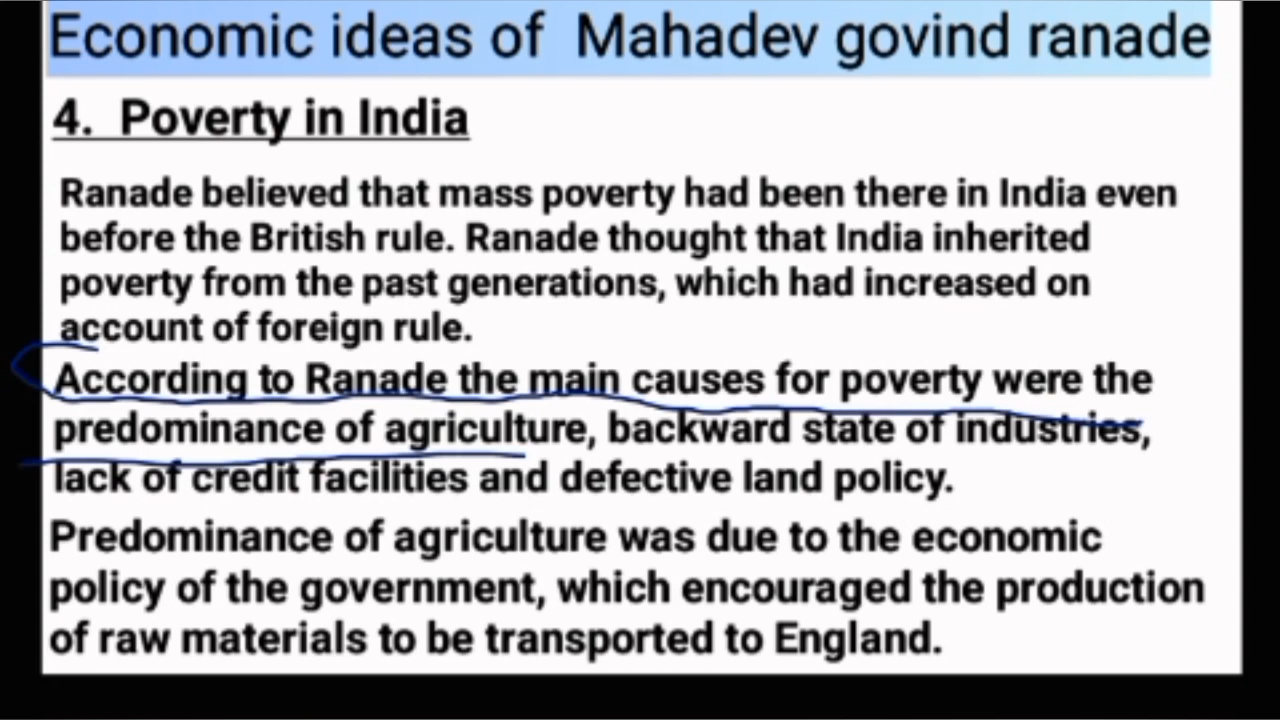 Economic ideas of Mahadev govind ranade
4. Poverty in India
Ranade believed that mass poverty had been there in India even
before the British rule. Ranade thought that India inherited
poverty from the past generations, which had increased on
account of foreign rule.
According to Ranade the main causes for poverty were the
predominance of agriculture, backward state of industries,
lack of credit facilities and defective land policy.
Predominance of agriculture was due to the economic
policy of the government, which encouraged the production
of raw materials to be transported to England.